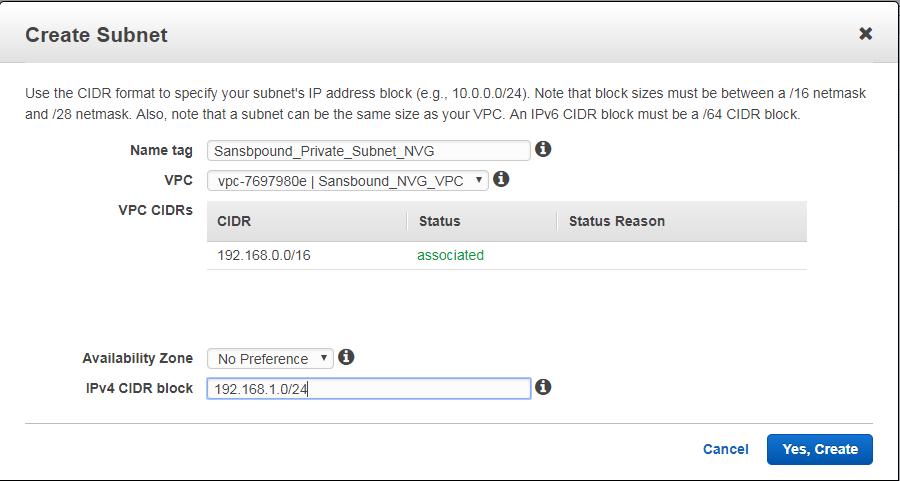 Create Subnet
Use the CIDR format to specify your subnet's IP address block (e.g., 10.0.0.0/24). Note that block sizes must be between a /16 netmask
and /28 netmask. Also, note that a subnet can be the same size as your VPC. An IPv6 CIDR block must be a /64 CIDR block.
Name tag Sansbpound_Private_Subnet_NVG
VPC vpc-7697980e | Sansbound_NVG_VPC
VPC CIDRs CIDR Status Status Reason
192.168.0.0/16 associated
Availability Zone No Preference
IPv4 CIDR block 192.168.1.0/24
Cancel Yes, Create